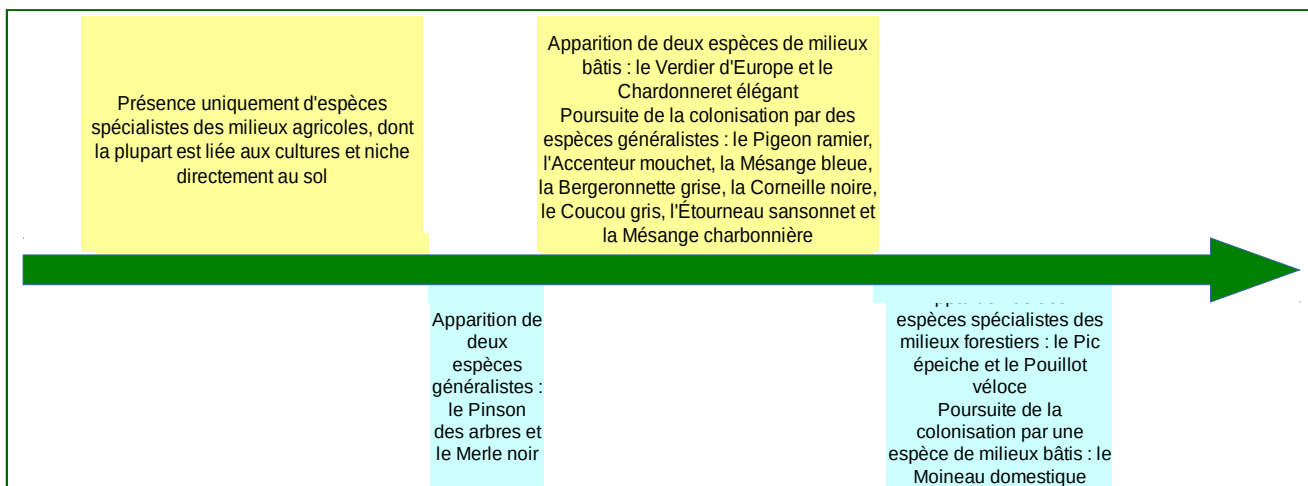 Présence uniquement d'espèces
spécialistes des milieux agricoles, dont
la plupart est liée aux cultures et niche
directement au sol
Apparition de
deux
espèces
généralistes :
le Pinson
des arbres et
le Merle noir
Apparition de deux espèces de milieux
bâtis : le Verdier d'Europe et le
Chardonneret élégant
Poursuite de la colonisation par des
espèces généralistes : le Pigeon ramier,
l'Accenteur mouchet, la Mésange bleue,
la Bergeronnette grise, la Corneille noire,
le Coucou gris, l'Étourneau sansonnet et
la Mésange charbonnière
espèces spécialistes des
milieux forestiers : le Pic
épeiche et le Pouillot
véloce
Poursuite de la
colonisation par une
espèce de milieux bâtis : le
Moineau domestique